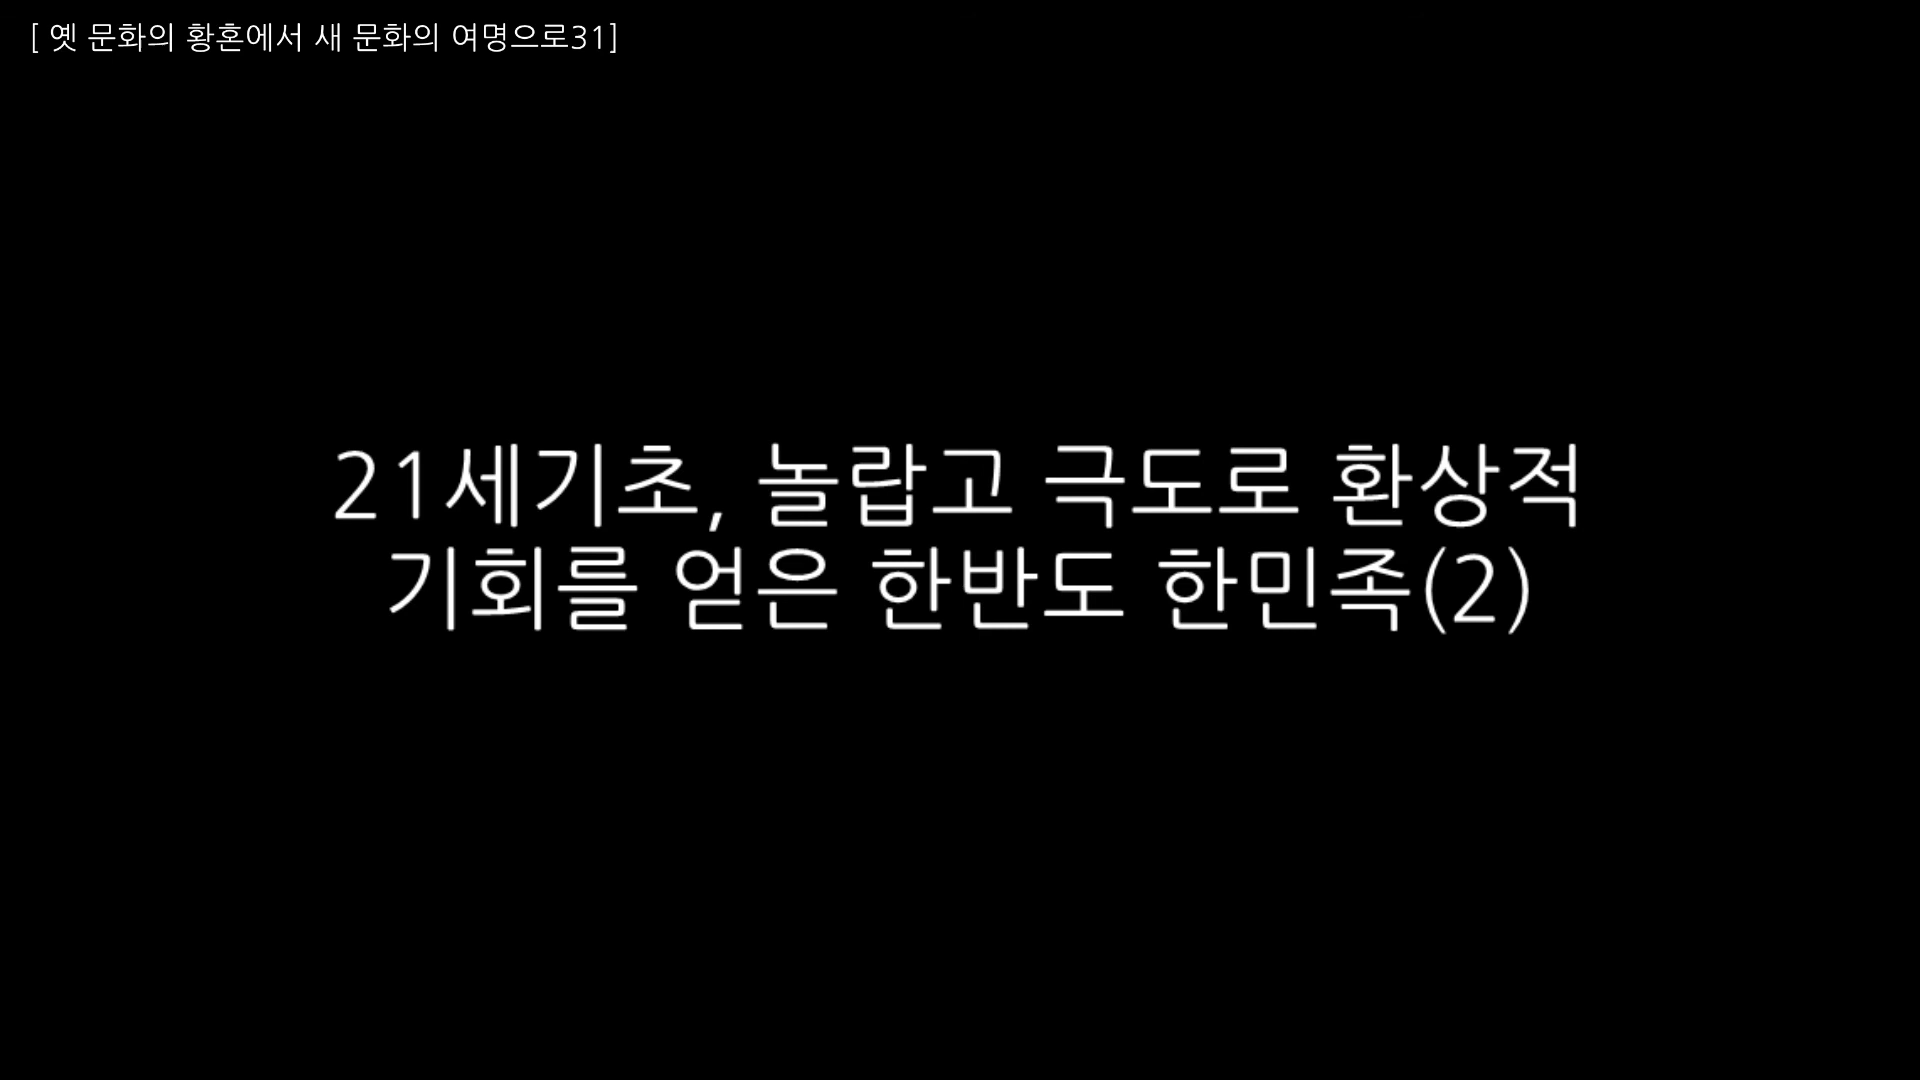 [ 옛 문화의 황혼에서 새 문화의 여명으로31]
21세기초, 놀랍고 극도로 환상적
기회를 얻은 한반도 한민족(2)